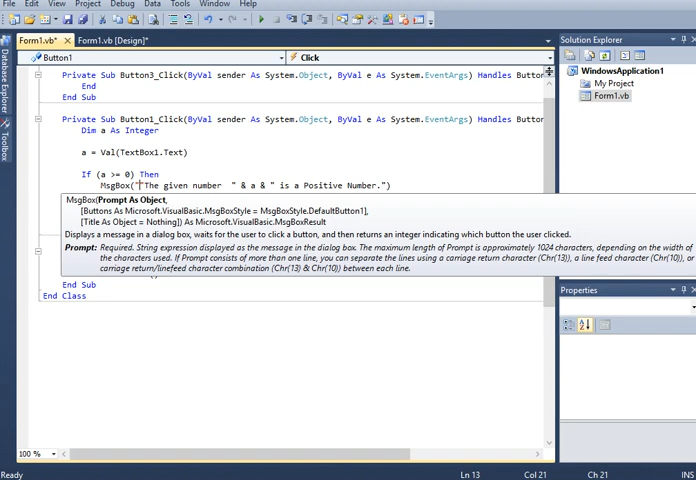 File Edit View Project Build Debug Data Tools Window Help
Form1.vb* Form1.vb [Design]*
Button1 Click
Private Sub Button3_Click(ByVal sender As System.Object, ByVal e As System.EventArgs) Handles Button
End
End Sub
Private Sub Button1_Click(ByVal sender As System.Object, ByVal e As System.EventArgs) Handles Button
Dim a As Integer
a = Val(TextBox1.Text)
If (a >= 0) Then
MsgBox(""The given number " & a & " is a Positive Number.")
MsgBox(Prompt As Object,
[Buttons As Microsoft.VisualBasic.MsgBoxStyle = MsgBoxStyle.DefaultButton1],
[Title As Object = Nothing]) As Microsoft.VisualBasic.MsgBoxResult
Displays a message in a dialog box, waits for the user to click a button, and then returns an integer indicating which button the user clicked.
Prompt: Required. String expression displayed as the message in the dialog box. The maximum length of Prompt is approximately 1024 characters, depending on the width of
the characters used. If Prompt consists of more than one line, you can separate the lines using a carriage return character (Chr(13)), a line feed character (Chr(10)), or
carriage return/linefeed character combination (Chr(13) & Chr(10)) between each line.
End Sub
End Class
100 %
Database Explorer
Toolbox
Solution Explorer
WindowsApplication1
My Project
Form1.vb
Properties
Ready Ln 13 Col 21 Ch 21 INS